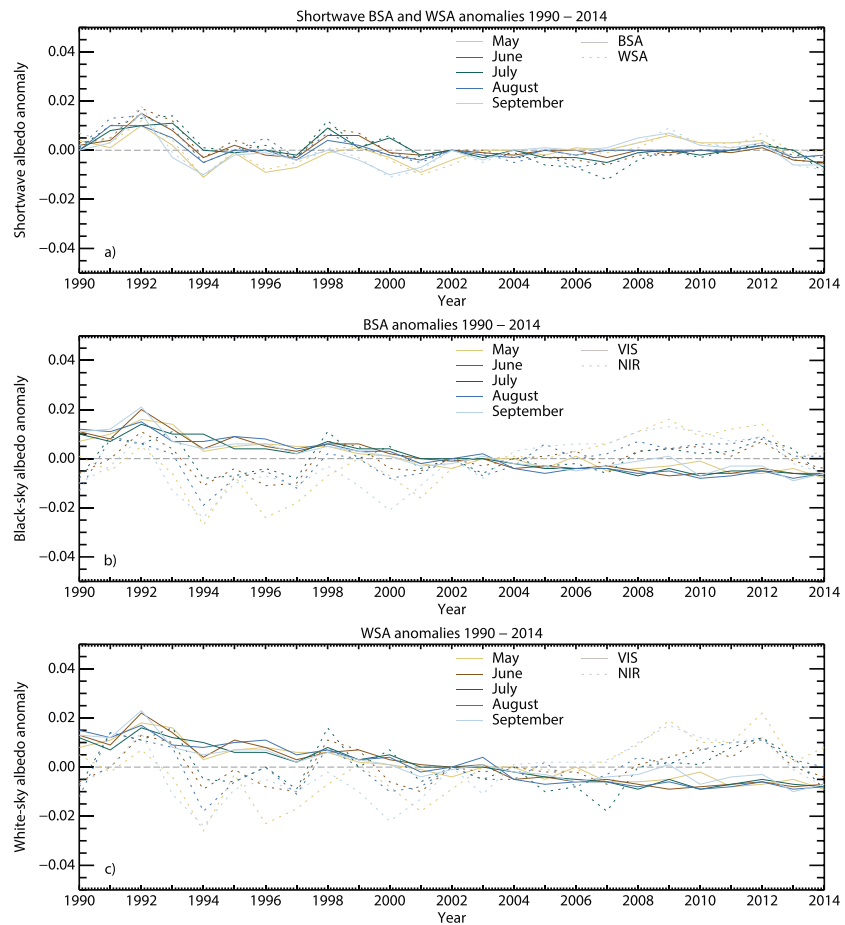 Shortwave BSA and WSA anomalies 1990 – 2014
0.04
0.02
0.00
−0.02
−0.04
Shortwave albedo anomaly
May
June
July
August
September
BSA
WSA
a)
1990 1992 1994 1996 1998 2000 2002 2004 2006 2008 2010 2012 2014
Year
BSA anomalies 1990 – 2014
0.04
0.02
0.00
−0.02
−0.04
Black-sky albedo anomaly
May
June
July
August
September
VIS
NIR
b)
1990 1992 1994 1996 1998 2000 2002 2004 2006 2008 2010 2012 2014
Year
WSA anomalies 1990 – 2014
0.04
0.02
0.00
−0.02
−0.04
White-sky albedo anomaly
May
June
July
August
September
VIS
NIR
c)
1990 1992 1994 1996 1998 2000 2002 2004 2006 2008 2010 2012 2014
Year